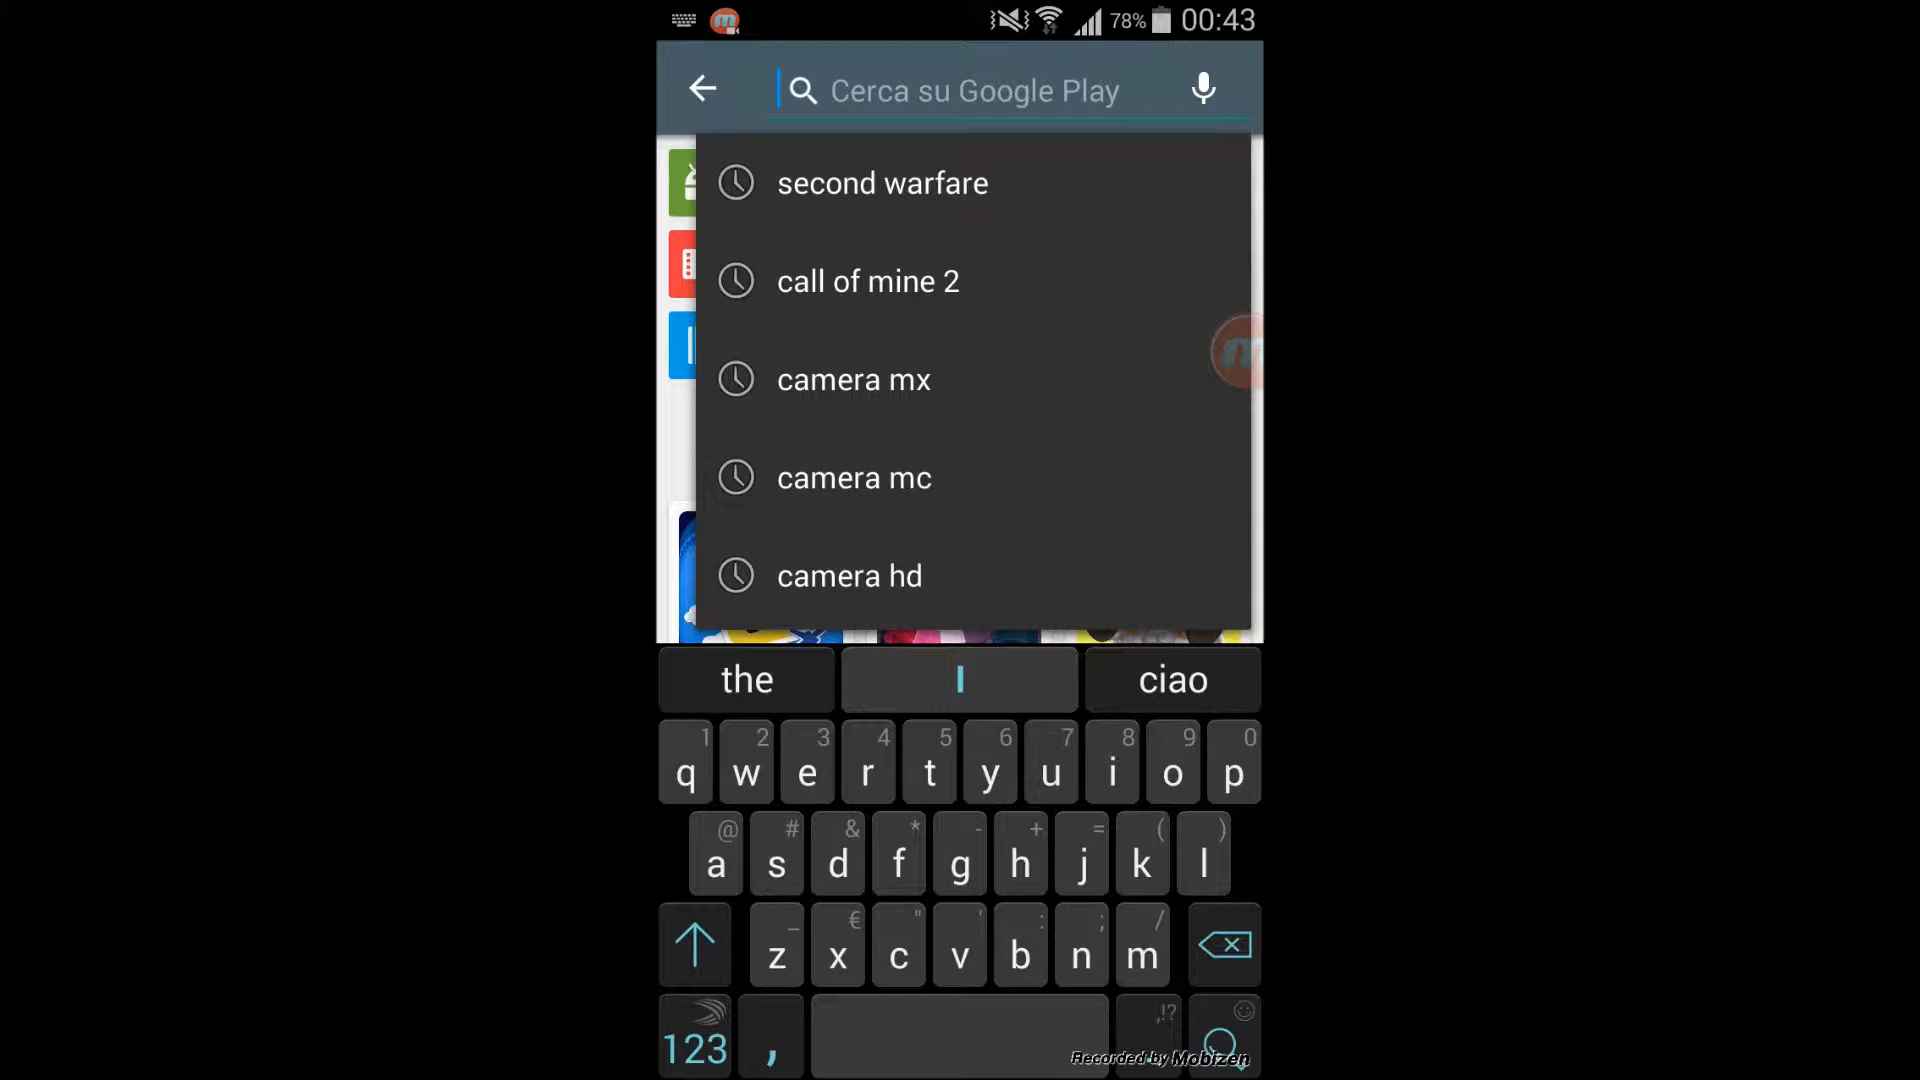 78% 00:43
Cerca su Google Play
second warfare
call of mine 2
camera mx
camera mc
camera hd
the I ciao
1 2 3 4 5 6 7 8 9 0
q w e r t y u i o p
@ # & * - + = ( )
a s d f g h j k l
_ € " ' : ; /
z x c v b n m
,!?
123 ,
Recorded by Mobizen